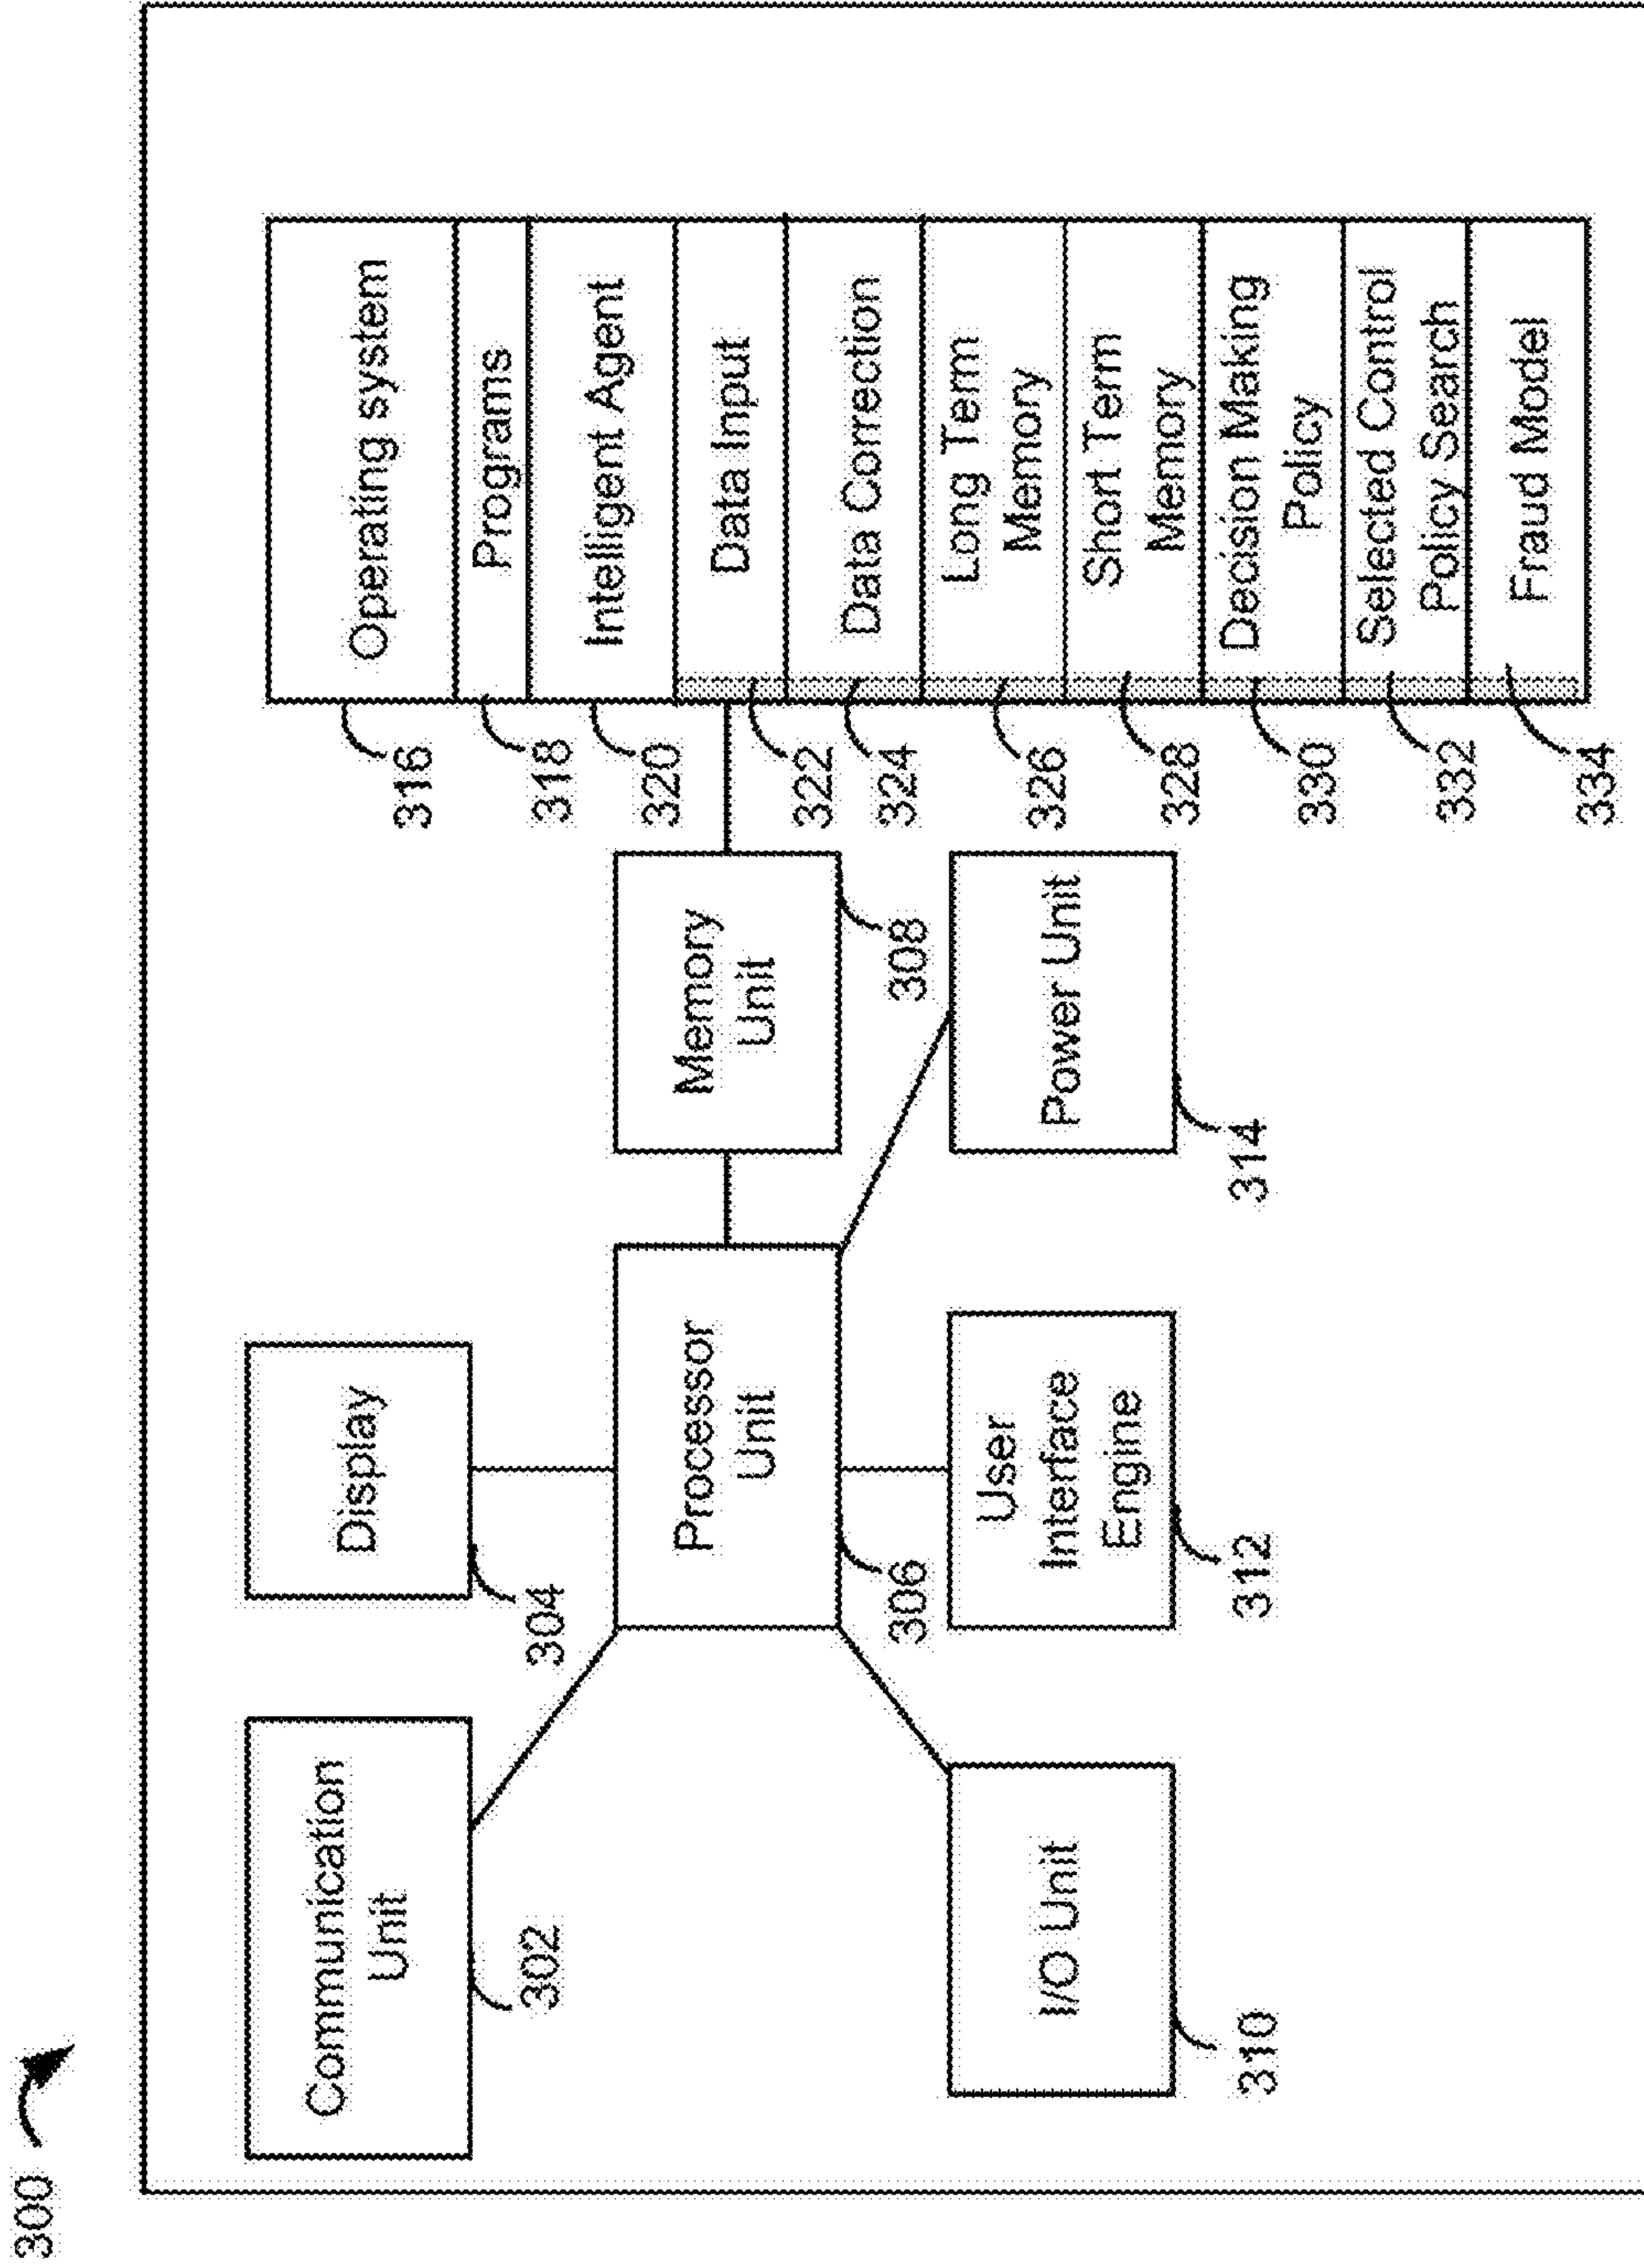 300
Communication
Unit
302
Display
304
Processor
Unit
306
Memory
Unit
308
I/O Unit
310
User
Interface
Engine
312
Power Unit
314
Operating system
316
Programs
318
Intelligent Agent
320
Data Input
322
Data Correction
324
Long Term
Memory
326
Short Term
Memory
328
Decision Making
Policy
330
Selected Control
Policy Search
332
Fraud Model
334